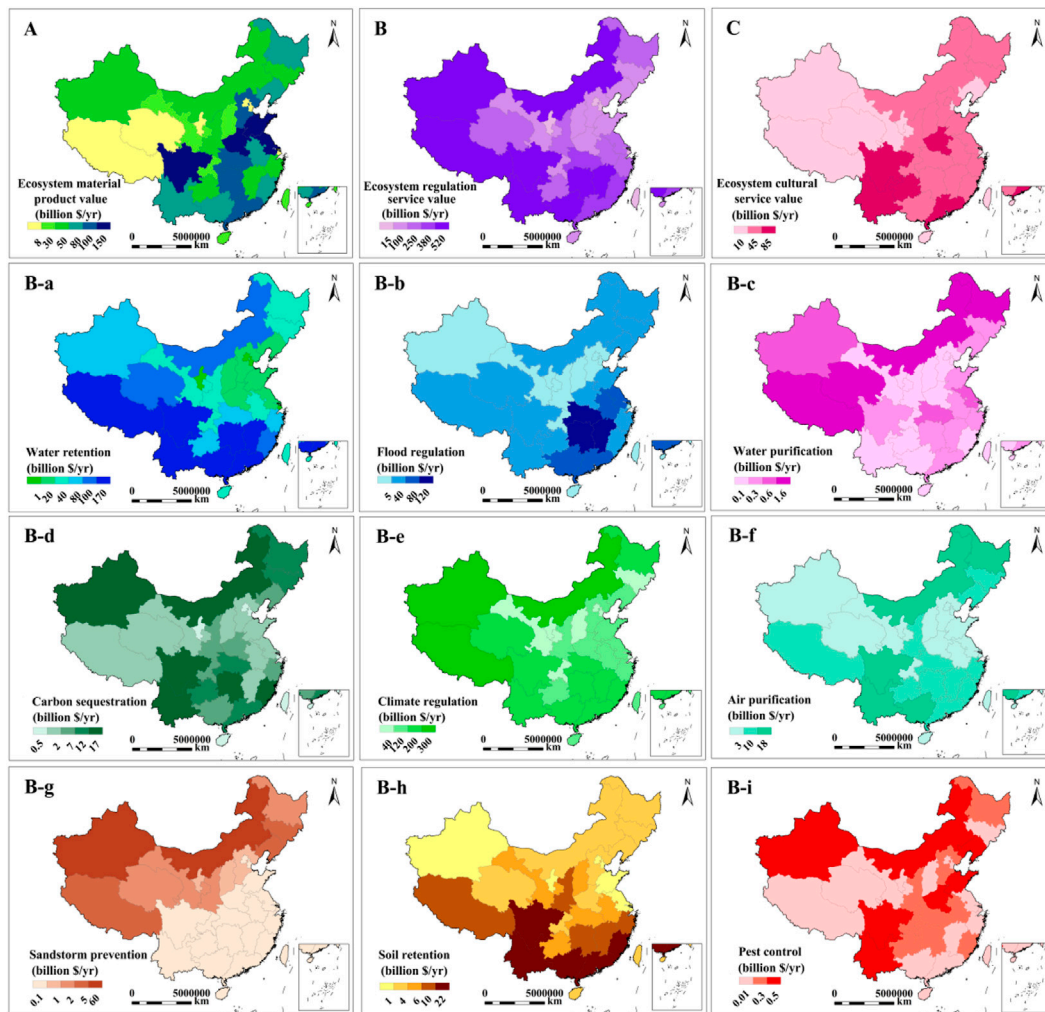 A
N
Ecosystem material
product value
(billion $/yr)
8 30 50 80 100 150
0 5000000
km
B
N
Ecosystem regulation
service value
(billion $/yr)
15 100 250 380 520
0 5000000
km
C
N
Ecosystem cultural
service value
(billion $/yr)
10 45 85
0 5000000
km
B-a
N
Water retention
(billion $/yr)
1 20 40 80 100 170
0 5000000
km
B-b
N
Flood regulation
(billion $/yr)
5 40 80 120
0 5000000
km
B-c
N
Water purification
(billion $/yr)
0.1 0.3 0.6 1.6
0 5000000
km
B-d
N
Carbon sequestration
(billion $/yr)
0.5 2 7 12 17
0 5000000
km
B-e
N
Climate regulation
(billion $/yr)
40 120 200 300
0 5000000
km
B-f
N
Air purification
(billion $/yr)
3 10 18
0 5000000
km
B-g
N
Sandstorm prevention
(billion $/yr)
0.1 1 2 5 60
0 5000000
km
B-h
N
Soil retention
(billion $/yr)
1 4 6 10 22
0 5000000
km
B-i
N
Pest control
(billion $/yr)
0.01 0.3 0.5
0 5000000
km